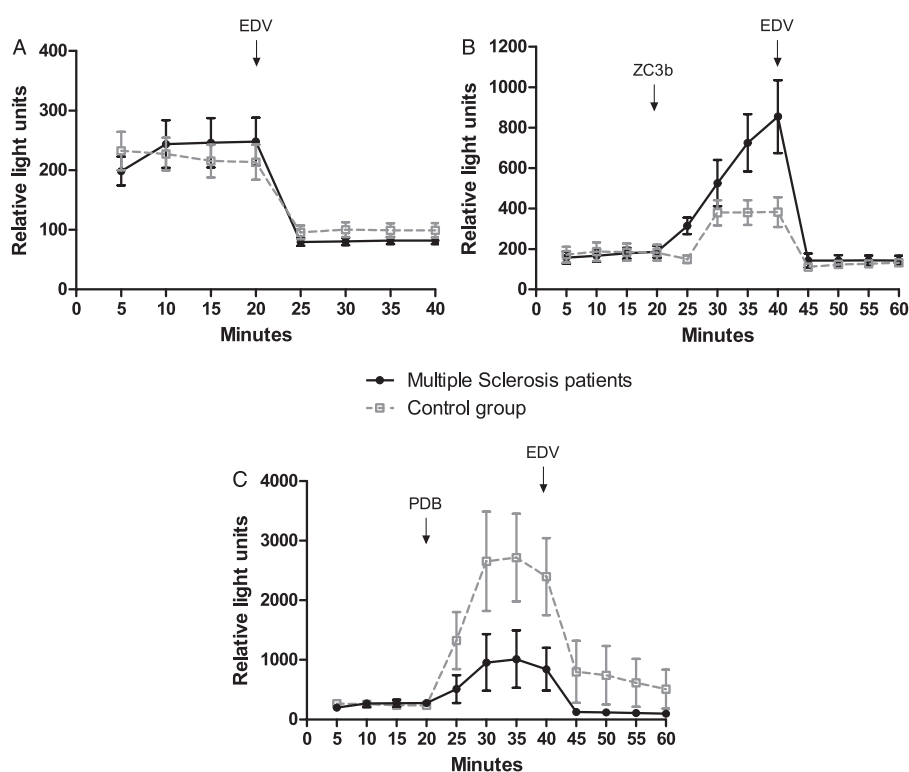 A
EDV
400
300
200
100
0
Relative light units
0 5 10 15 20 25 30 35 40
Minutes
B
EDV
ZC3b
1200
1000
800
600
400
200
0
Relative light units
0 5 10 15 20 25 30 35 40 45 50 55 60
Minutes
Multiple Sclerosis patients
Control group
C
EDV
PDB
4000
3000
2000
1000
0
Relative light units
0 5 10 15 20 25 30 35 40 45 50 55 60
Minutes